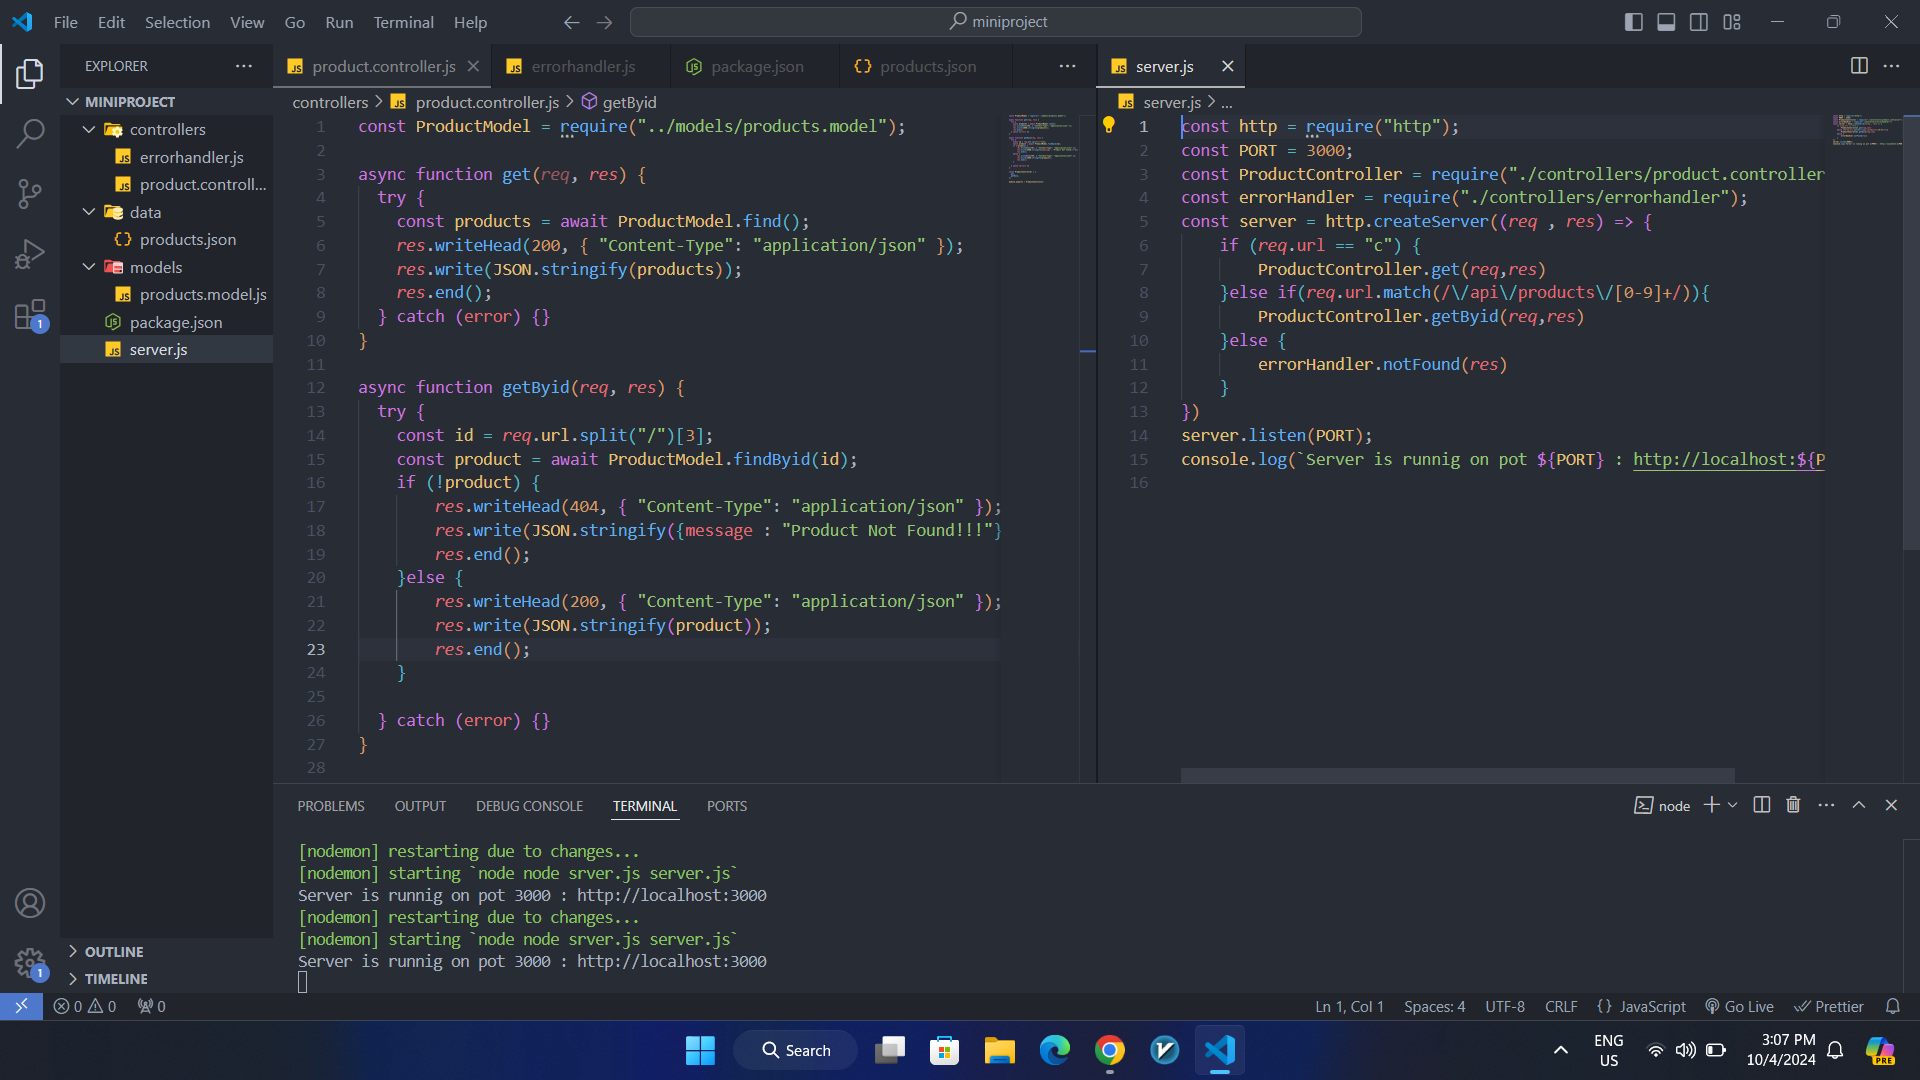 File Edit Selection View Go Run Terminal Help
miniproject
EXPLORER
MINIPROJECT
controllers
errorhandler.js
product.controll...
data
products.json
models
products.model.js
package.json
server.js
OUTLINE
TIMELINE
product.controller.js errorhandler.js package.json products.json
controllers > product.controller.js > getByid
1 const ProductModel = require("../models/products.model");
2
3 async function get(req, res) {
4 try {
5 const products = await ProductModel.find();
6 res.writeHead(200, { "Content-Type": "application/json" });
7 res.write(JSON.stringify(products));
8 res.end();
9 } catch (error) {}
10 }
11
12 async function getByid(req, res) {
13 try {
14 const id = req.url.split("/")[3];
15 const product = await ProductModel.findByid(id);
16 if (!product) {
17 res.writeHead(404, { "Content-Type": "application/json" });
18 res.write(JSON.stringify({message : "Product Not Found!!!"}
19 res.end();
20 }else {
21 res.writeHead(200, { "Content-Type": "application/json" });
22 res.write(JSON.stringify(product));
23 res.end();
24 }
25
26 } catch (error) {}
27 }
28
server.js
server.js > ...
1 const http = require("http");
2 const PORT = 3000;
3 const ProductController = require("./controllers/product.controller
4 const errorHandler = require("./controllers/errorhandler");
5 const server = http.createServer((req , res) => {
6 if (req.url == "c") {
7 ProductController.get(req,res)
8 }else if(req.url.match(/\/api\/products\/[0-9]+/)){
9 ProductController.getByid(req,res)
10 }else {
11 errorHandler.notFound(res)
12 }
13 })
14 server.listen(PORT);
15 console.log(`Server is runnig on pot ${PORT} : http://localhost:${P
16
PROBLEMS OUTPUT DEBUG CONSOLE TERMINAL PORTS
node
[nodemon] restarting due to changes...
[nodemon] starting `node node srver.js server.js`
Server is runnig on pot 3000 : http://localhost:3000
[nodemon] restarting due to changes...
[nodemon] starting `node node srver.js server.js`
Server is runnig on pot 3000 : http://localhost:3000
1
1
0 0 0
Ln 1, Col 1 Spaces: 4 UTF-8 CRLF {} JavaScript Go Live Prettier
Search
ENG
US
3:07 PM
10/4/2024
PRE